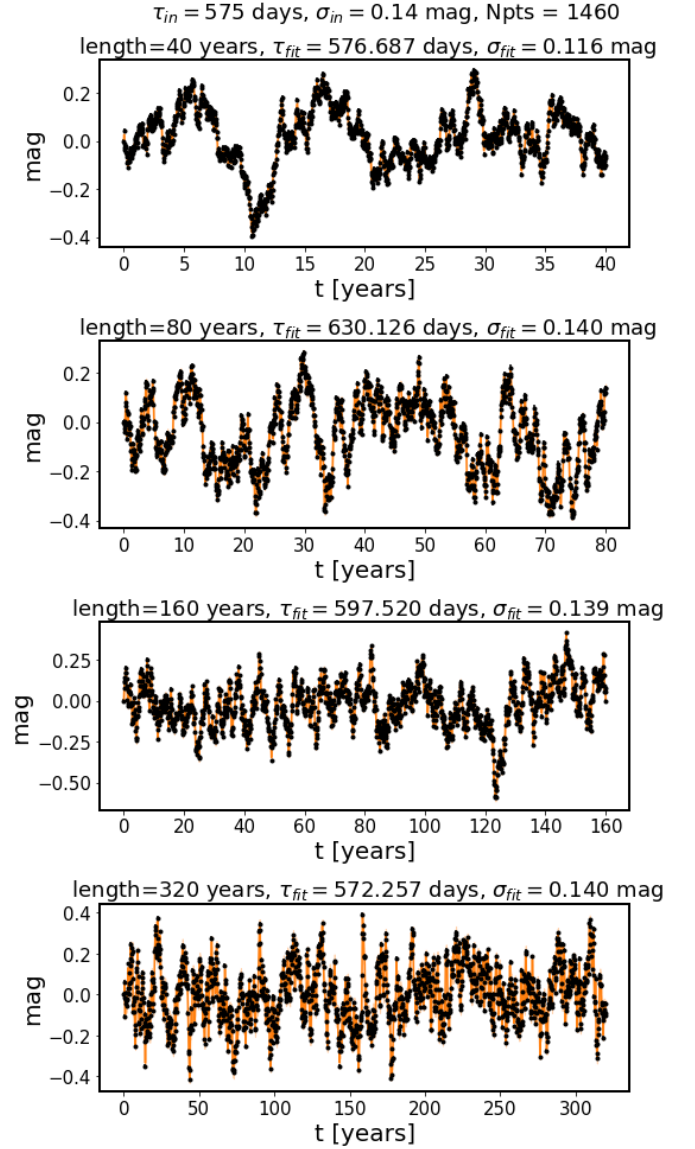 τ_in = 575 days, σ_in = 0.14 mag, Npts = 1460
length=40 years, τ_fit = 576.687 days, σ_fit = 0.116 mag
0.2
0.0
−0.2
−0.4
mag
0 5 10 15 20 25 30 35 40
t [years]
length=80 years, τ_fit = 630.126 days, σ_fit = 0.140 mag
0.2
0.0
−0.2
−0.4
mag
0 10 20 30 40 50 60 70 80
t [years]
length=160 years, τ_fit = 597.520 days, σ_fit = 0.139 mag
0.25
0.00
−0.25
−0.50
mag
0 20 40 60 80 100 120 140 160
t [years]
length=320 years, τ_fit = 572.257 days, σ_fit = 0.140 mag
0.4
0.2
0.0
−0.2
−0.4
mag
0 50 100 150 200 250 300
t [years]